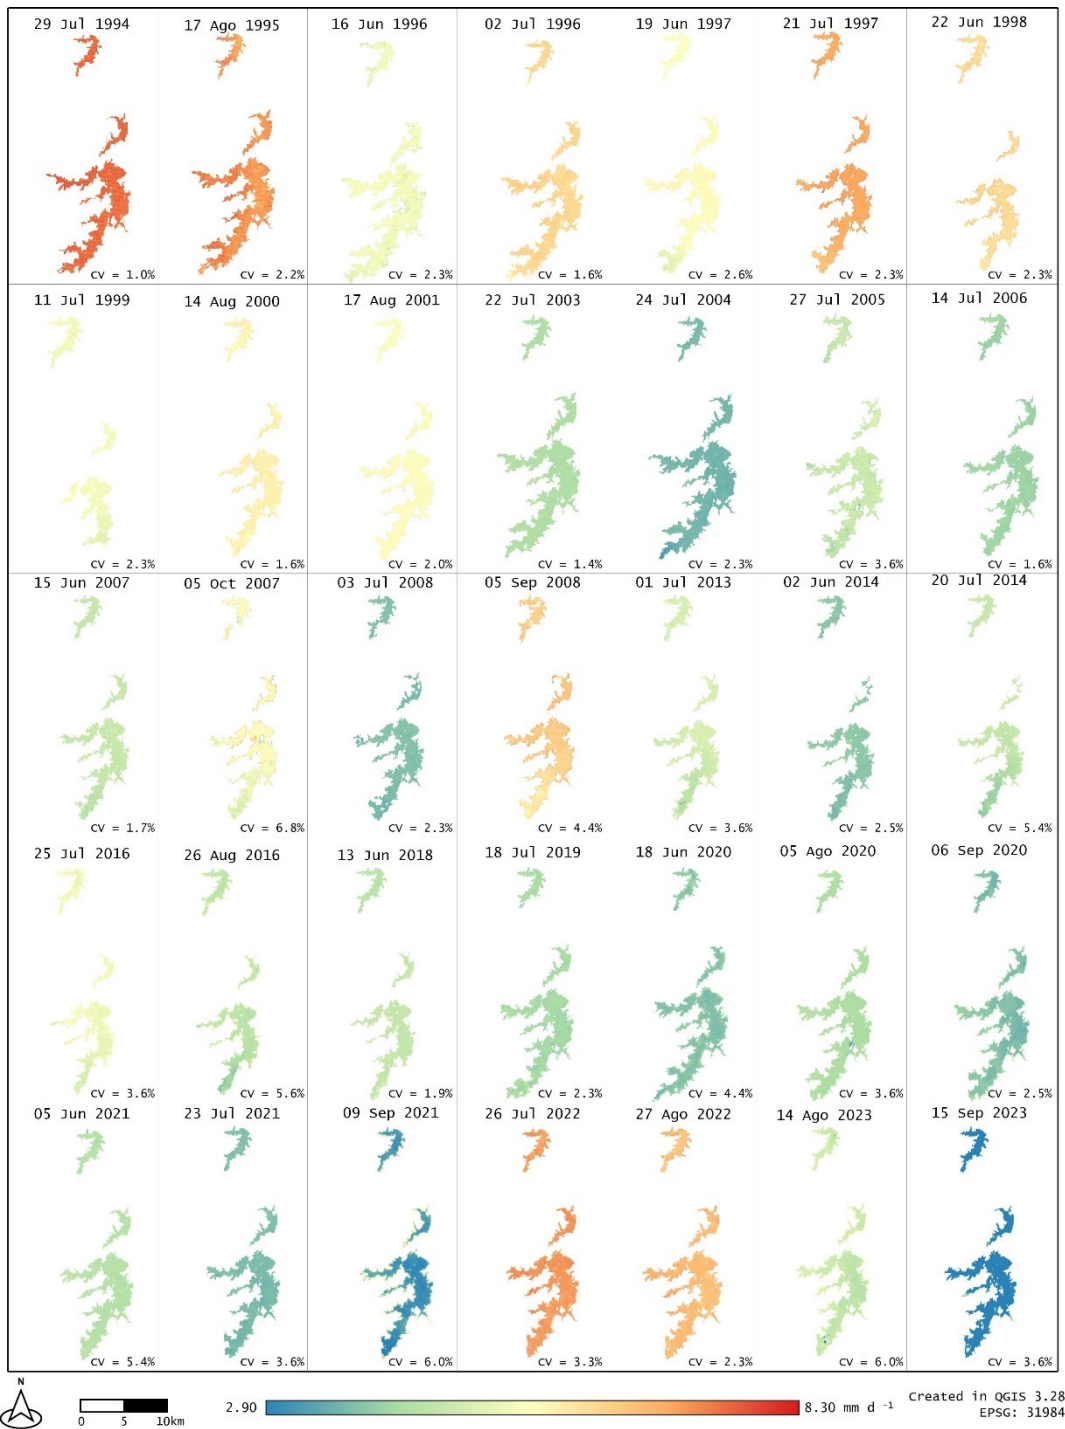 29 Jul 1994 17 Ago 1995 16 Jun 1996 02 Jul 1996 19 Jun 1997 21 Jul 1997 22 Jun 1998
CV = 1.0% CV = 2.2% CV = 2.3% CV = 1.6% CV = 2.6% CV = 2.3% CV = 2.3%
11 Jul 1999 14 Aug 2000 17 Aug 2001 22 Jul 2003 24 Jul 2004 27 Jul 2005 14 Jul 2006
CV = 2.3% CV = 1.6% CV = 2.0% CV = 1.4% CV = 2.3% CV = 3.6% CV = 1.6%
15 Jun 2007 05 Oct 2007 03 Jul 2008 05 Sep 2008 01 Jul 2013 02 Jun 2014 20 Jul 2014
CV = 1.7% CV = 6.8% CV = 2.3% CV = 4.4% CV = 3.6% CV = 2.5% CV = 5.4%
25 Jul 2016 26 Aug 2016 13 Jun 2018 18 Jul 2019 18 Jun 2020 05 Ago 2020 06 Sep 2020
CV = 3.6% CV = 5.6% CV = 1.9% CV = 2.3% CV = 4.4% CV = 3.6% CV = 2.5%
05 Jun 2021 23 Jul 2021 09 Sep 2021 26 Jul 2022 27 Ago 2022 14 Ago 2023 15 Sep 2023
CV = 5.4% CV = 3.6% CV = 6.0% CV = 3.3% CV = 2.3% CV = 6.0% CV = 3.6%
N
0 5 10km
2.90 8.30 mm d⁻¹
Created in QGIS 3.28
EPSG: 31984